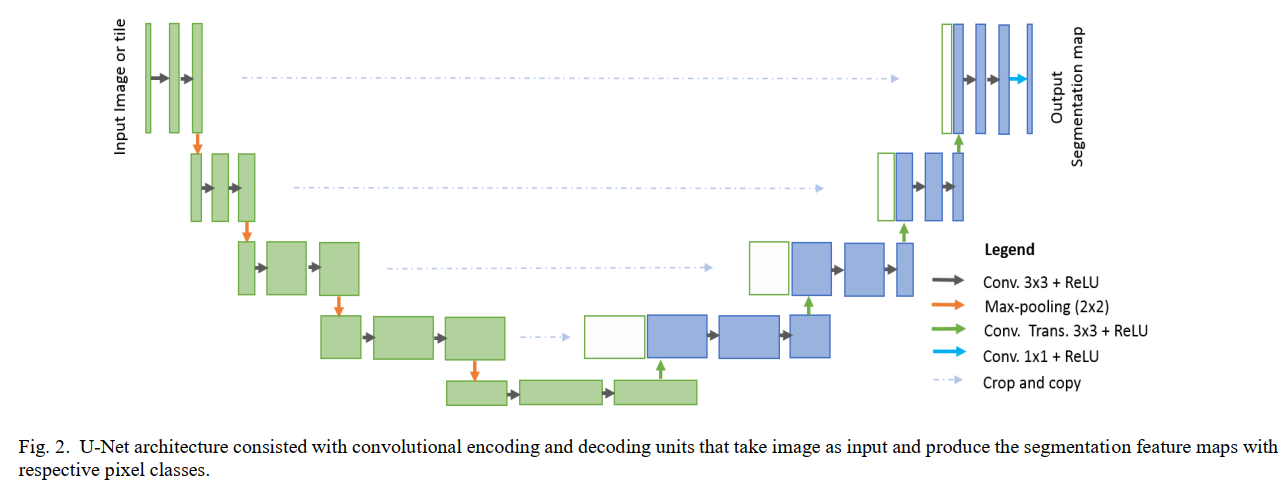 Input Image or tile
Output
Segmentation map
Legend
Conv. 3x3 + ReLU
Max-pooling (2x2)
Conv. Trans. 3x3 + ReLU
Conv. 1x1 + ReLU
Crop and copy
Fig. 2. U-Net architecture consisted with convolutional encoding and decoding units that take image as input and produce the segmentation feature maps with
respective pixel classes.